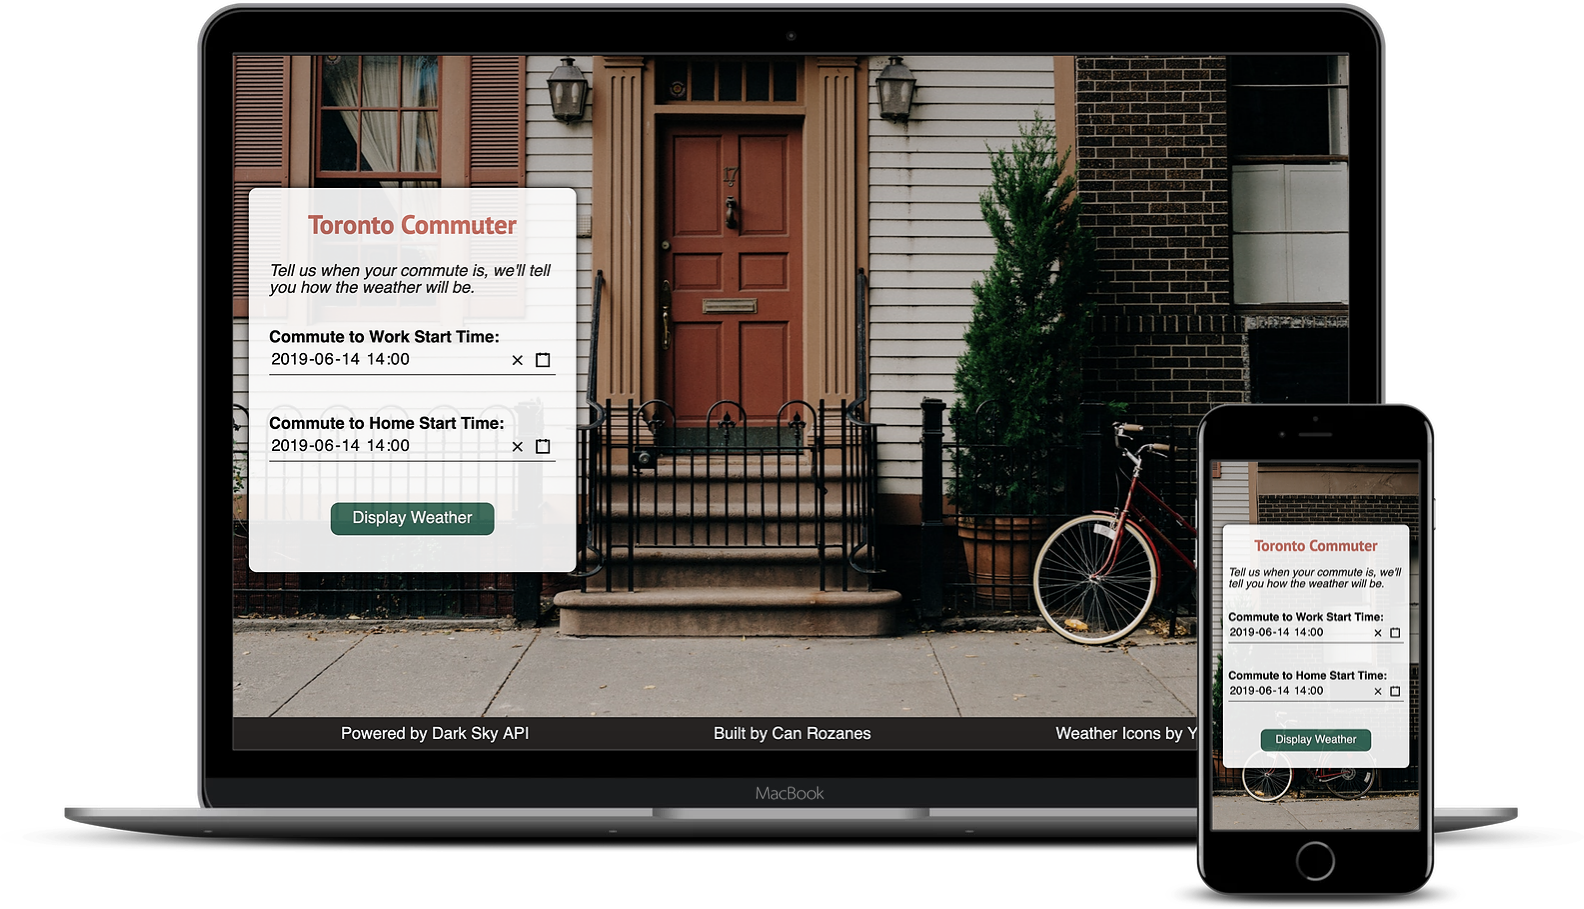 17
Toronto Commuter
Tell us when your commute is, we'll tell
you how the weather will be.
Commute to Work Start Time:
2019-06-14 14:00
Commute to Home Start Time:
2019-06-14 14:00
Display Weather
Powered by Dark Sky API
Built by Can Rozanes
Weather Icons by Y
MacBook
Toronto Commuter
Tell us when your commute is, we'll
tell you how the weather will be.
Commute to Work Start Time:
2019-06-14 14:00
Commute to Home Start Time:
2019-06-14 14:00
Display Weather